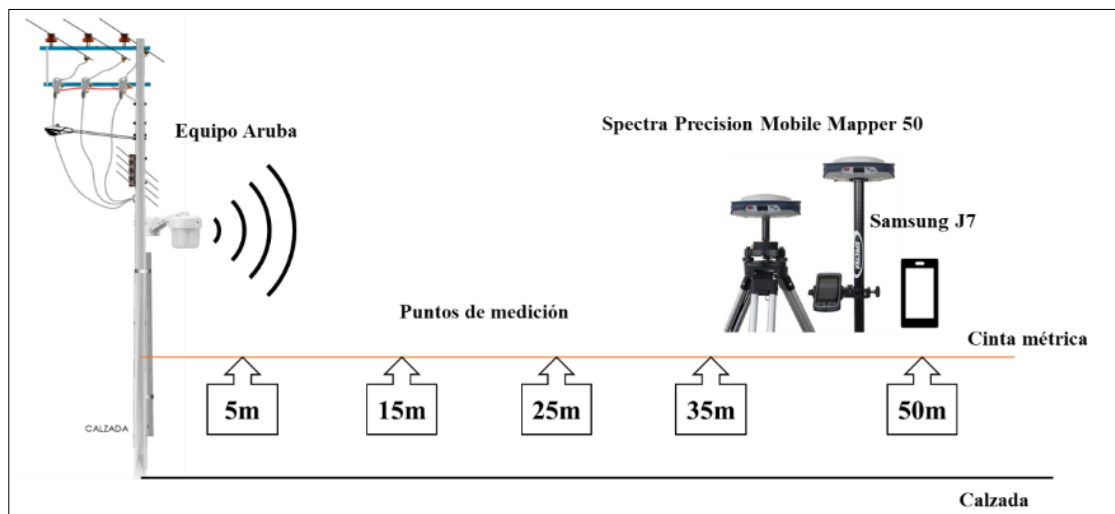 Equipo Aruba
Spectra Precision Mobile Mapper 50
SPECTRA
Samsung J7
Puntos de medición
Cinta métrica
5m
15m
25m
35m
50m
CALZADA
Calzada